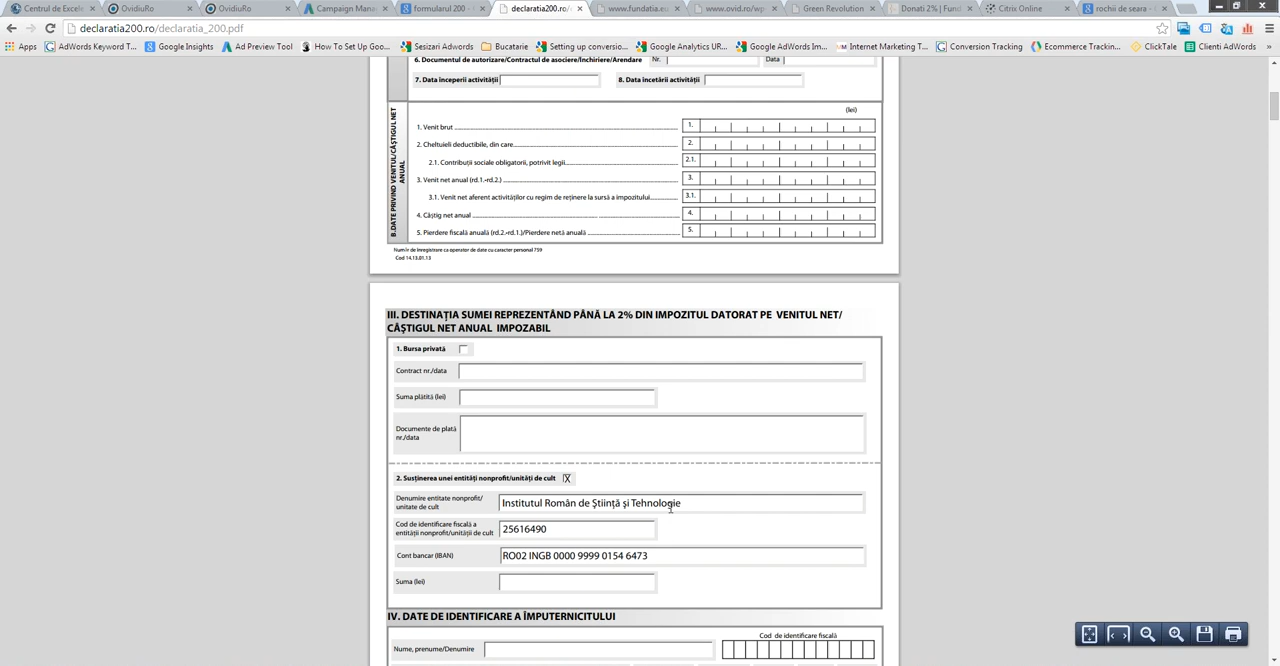 Centrul de Excele
OvidiuRo
OvidiuRo
Campaign Mana
formularul 200 -
declaratia200.ro/
www.fundatia.eu
www.ovid.ro/wp
Green Revolution
Donati 2% | Fund
Citrix Online
rochii de seara - C
declaratia200.ro/declaratia_200.pdf
Apps
AdWords Keyword T...
Google Insights
Ad Preview Tool
How To Set Up Goo...
Sesizari Adwords
Bucatarie
Setting up conversio...
Google Analytics UR...
Google AdWords Im...
Internet Marketing T...
Conversion Tracking
Ecommerce Trackin...
ClickTale
Clienti AdWords
»
6. Documentul de autorizare/Contractul de asociere/Închiriere/Arendare
Nr.
Data
7. Data începerii activității
8. Data încetării activității
B.DATE PRIVIND VENITUL/CÂȘTIGUL NET ANUAL
(lei)
1. Venit brut
1.
2. Cheltuieli deductibile, din care
2.
2.1. Contribuții sociale obligatorii, potrivit legii
2.1.
3. Venit net anual (rd.1.-rd.2.)
3.
3.1. Venit net aferent activităților cu regim de reținere la sursă a impozitului
3.1.
4. Câștig net anual
4.
5. Pierdere fiscală anuală (rd.2.-rd.1.)/Pierdere netă anuală
5.
Număr de înregistrare ca operator de date cu caracter personal 759
Cod 14.13.01.13
III. DESTINAȚIA SUMEI REPREZENTÂND PÂNĂ LA 2% DIN IMPOZITUL DATORAT PE VENITUL NET/
CÂȘTIGUL NET ANUAL IMPOZABIL
1. Bursa privată
Contract nr./data
Suma plătită (lei)
Documente de plată
nr./data
2. Susținerea unei entități nonprofit/unități de cult
X
Denumire entitate nonprofit/
unitate de cult
Institutul Român de Știință și Tehnologie
Cod de identificare fiscală a
entității nonprofit/unității de cult
25616490
Cont bancar (IBAN)
RO02 INGB 0000 9999 0154 6473
Suma (lei)
IV. DATE DE IDENTIFICARE A ÎMPUTERNICITULUI
Cod de identificare fiscală
Nume, prenume/Denumire